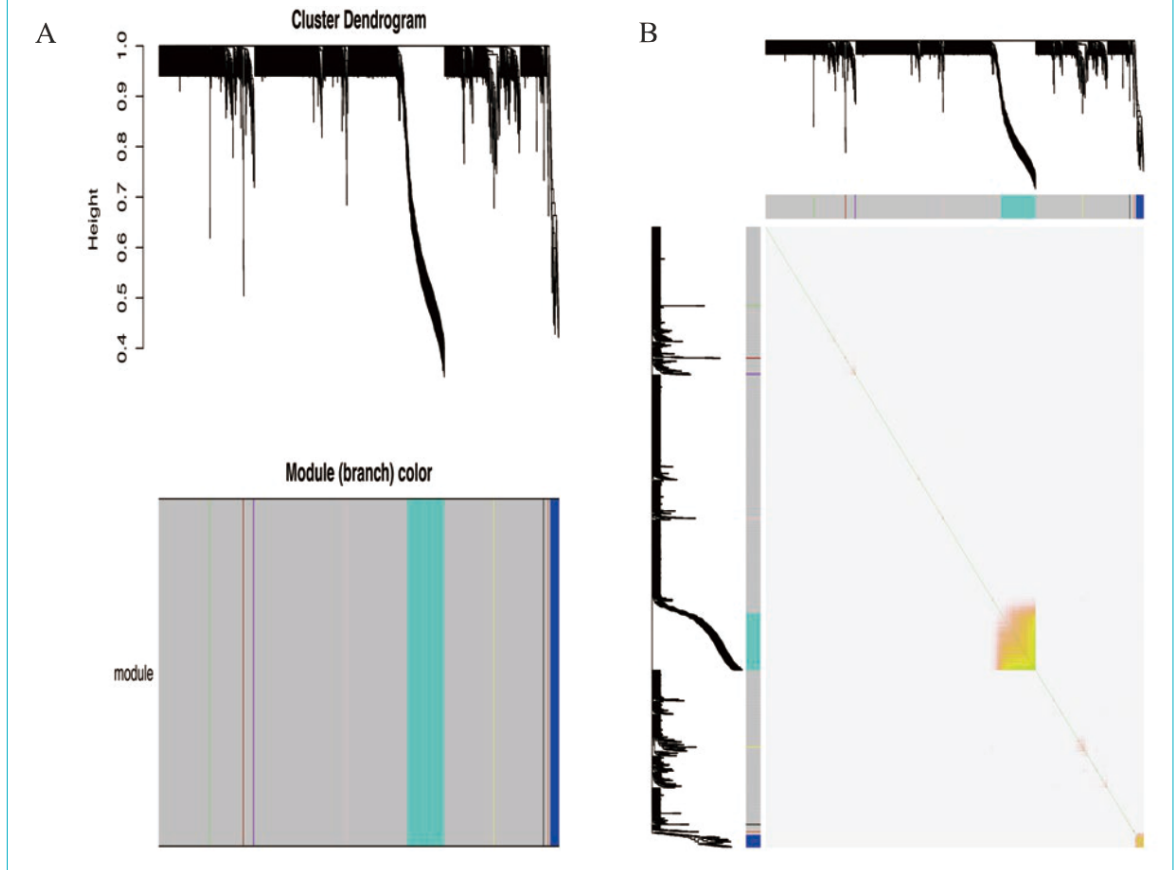 A
Cluster Dendrogram
1.0
0.9
0.8
0.7
0.6
0.5
0.4
Height
Module (branch) color
module
B